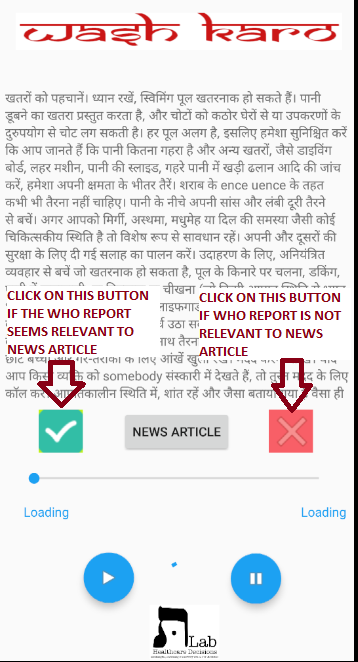 wash karo
खतरों को पहचानें। ध्यान रखें, स्विमिंग पूल खतरनाक हो सकते हैं। पानी
डूबने का खतरा प्रस्तुत करता है, और चोटों को कठोर घेरों से या उपकरणों के
दुरुपयोग से चोट लग सकती है। हर पूल अलग है, इसलिए हमेशा सुनिश्चित करें
कि आप जानते हैं कि पानी कितना गहरा है और अन्य खतरों, जैसे डाइविंग
बोर्ड, लहर मशीन, पानी की स्लाइड, गहरे पानी में खड़ी ढलान आदि की जांच
करें, हमेशा अपनी क्षमता के भीतर तैरें। शराब के ence uence के तहत
कभी भी तैरना नहीं चाहिए। पानी के नीचे अपनी सांस और लंबी दूरी तैरने
से बचें। अगर आपको मिर्गी, अस्थमा, मधुमेह या दिल की समस्या जैसी कोई
चिकित्सकीय स्थिति है तो विशेष रूप से सावधान रहें। अपनी और दूसरों की
सुरक्षा के लिए दी गई सलाह का पालन करें। उदाहरण के लिए, अनियंत्रित
व्यवहार से बचें जो खतरनाक हो सकता है, पूल के किनारे पर चलना, डकिंग,
चीखना
CLICK ON THIS BUTTON
IF THE WHO REPORT
SEEMS RELEVANT TO
NEWS ARTICLE
CLICK ON THIS BUTTON
IF WHO REPORT IS NOT
RELEVANT TO NEWS
ARTICLE
आप किसी व्यक्ति को somebody संस्कारी में देखते हैं, तो तुरंत मदद के लिए
कॉल करें। आपातकालीन स्थिति में, शांत रहें और जैसा बताया गया है वैसा ही
NEWS ARTICLE
Loading
Loading
Lab
Healthcare Decisions